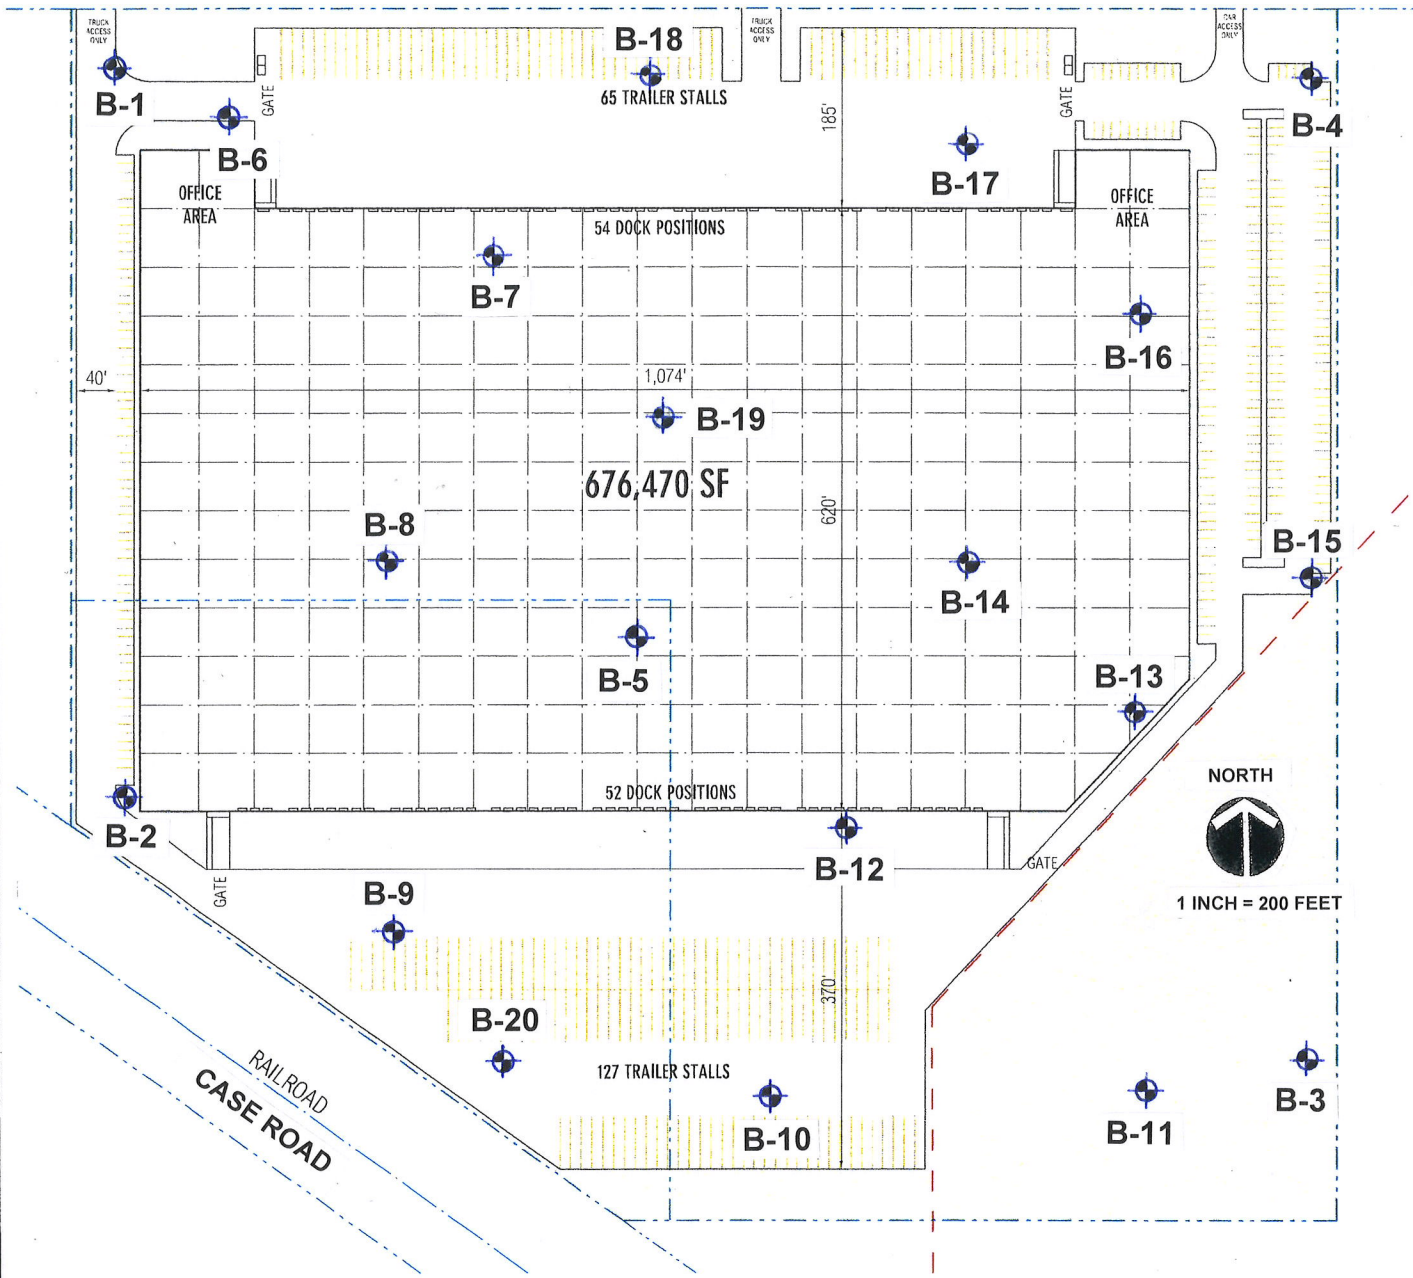 TRUCK
ACCESS
ONLY
B-18
TRUCK
ACCESS
ONLY
CAR
ACCESS
ONLY
B-1
GATE
65 TRAILER STALLS
185'
GATE
B-4
B-6
B-17
OFFICE
AREA
OFFICE
AREA
54 DOCK POSITIONS
B-7
B-16
40'
1,074'
B-19
676,470 SF
620'
B-8
B-15
B-14
B-5
B-13
NORTH
52 DOCK POSITIONS
B-2
B-12
GATE
GATE
B-9
1 INCH = 200 FEET
370'
B-20
RAILROAD
127 TRAILER STALLS
CASE ROAD
B-3
B-10
B-11